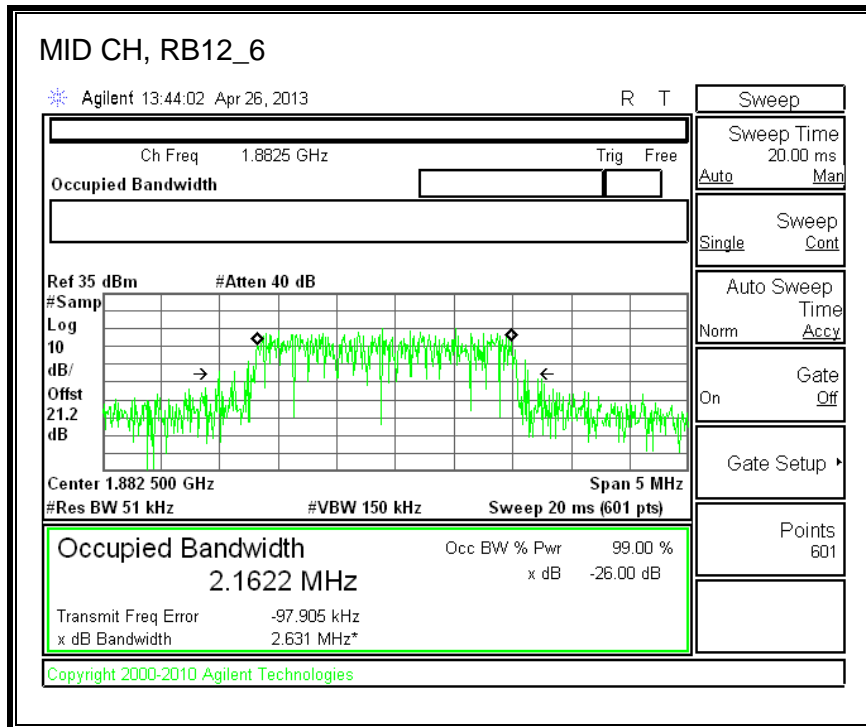 MID CH, RB12_6
Agilent 13:44:02 Apr 26, 2013 R T
Ch Freq 1.8825 GHz Trig Free
Occupied Bandwidth
Ref 35 dBm #Atten 40 dB
#Samp
Log
10
dB/
Offst
21.2
dB
Center 1.882 500 GHz Span 5 MHz
#Res BW 51 kHz #VBW 150 kHz Sweep 20 ms (601 pts)
Occupied Bandwidth Occ BW % Pwr 99.00 %
2.1622 MHz x dB -26.00 dB
Transmit Freq Error -97.905 kHz
x dB Bandwidth 2.631 MHz*
Copyright 2000-2010 Agilent Technologies
Sweep
Sweep Time
20.00 ms
Auto Man
Sweep
Single Cont
Auto Sweep
Time
Norm Accy
Gate
On Off
Gate Setup
Points
601